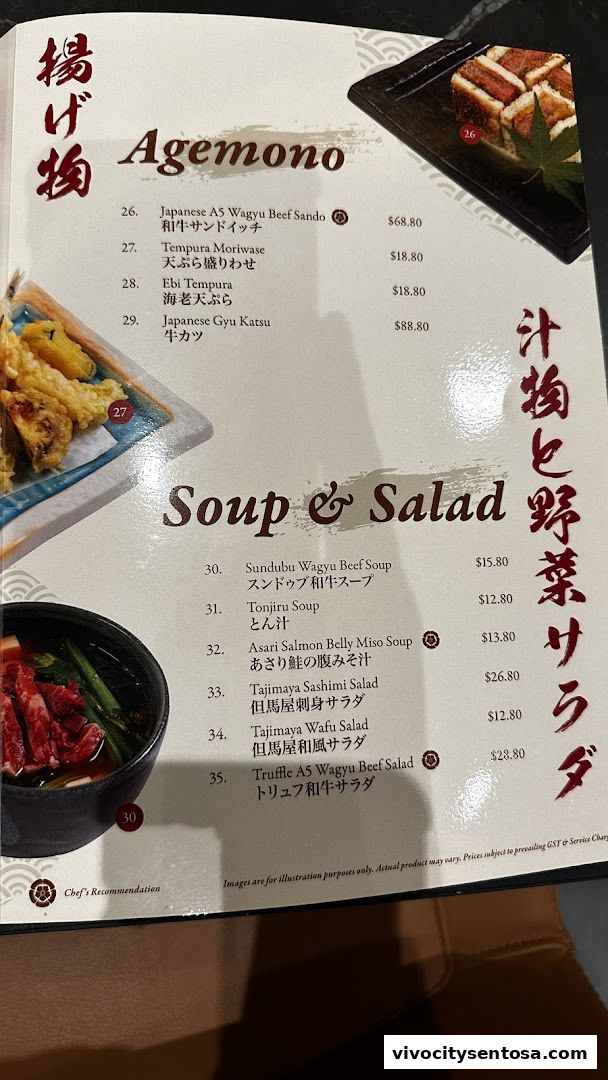 揚げ物
Agemono
26. Japanese A5 Wagyu Beef Sando $68.80
和牛サンドイッチ
27. Tempura Moriwase $18.80
天ぷら盛りわせ
28. Ebi Tempura $18.80
海老天ぷら
29. Japanese Gyu Katsu $88.80
牛カツ
26
27
汁物と野菜サラダ
Soup & Salad
30. Sundubu Wagyu Beef Soup $15.80
スンドゥブ和牛スープ
31. Tonjiru Soup $12.80
とん汁
32. Asari Salmon Belly Miso Soup $13.80
あさり鮭の腹みそ汁
33. Tajimaya Sashimi Salad $26.80
但馬屋刺身サラダ
34. Tajimaya Wafu Salad $12.80
但馬屋和風サラダ
35. Truffle A5 Wagyu Beef Salad $23.80
トリュフ和牛サラダ
30
Chef's Recommendation
Images are for illustration purposes only. Actual product may vary. Prices subject to prevailing GST & Service
vivocitysentosa.com